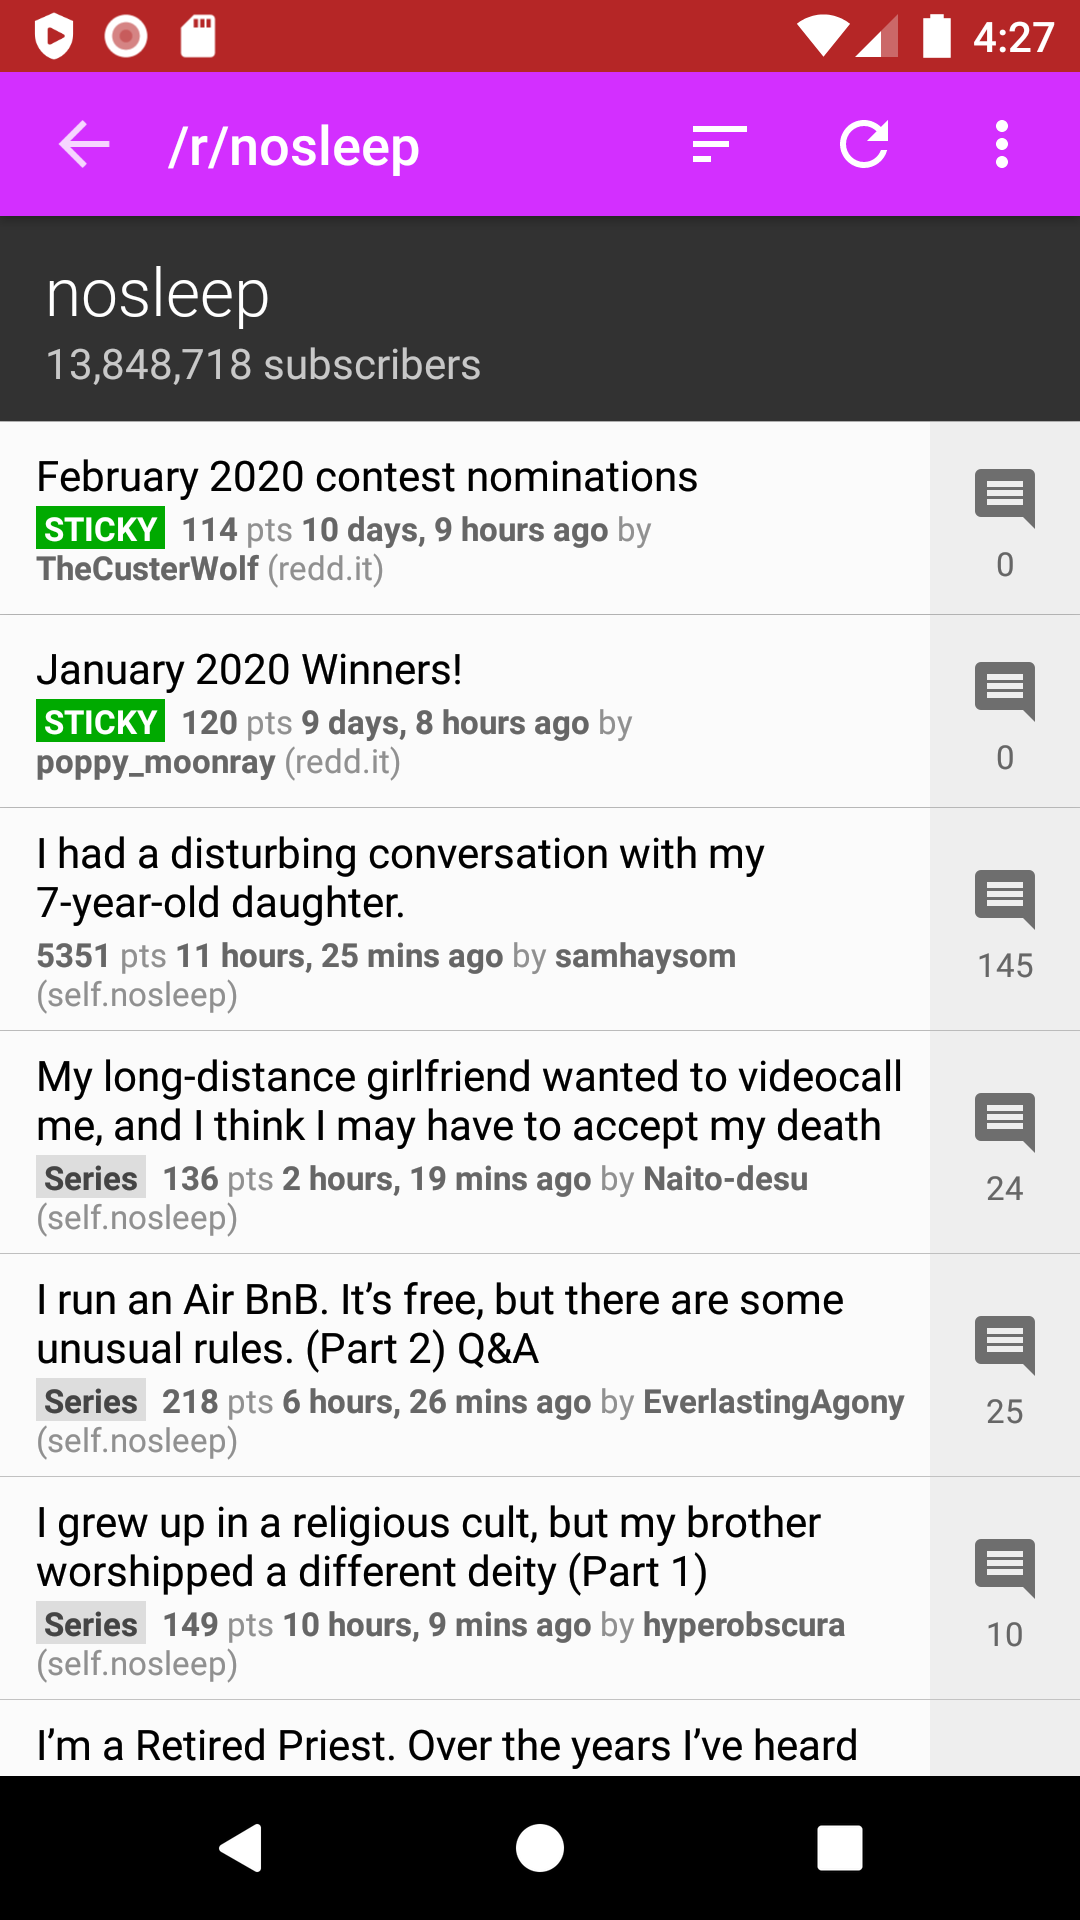 4:27
/r/nosleep
nosleep
13,848,718 subscribers
February 2020 contest nominations
STICKY 114 pts 10 days, 9 hours ago by
TheCusterWolf (redd.it)
0
January 2020 Winners!
STICKY 120 pts 9 days, 8 hours ago by
poppy_moonray (redd.it)
0
I had a disturbing conversation with my
7-year-old daughter.
5351 pts 11 hours, 25 mins ago by samhaysom
(self.nosleep)
145
My long-distance girlfriend wanted to videocall
me, and I think I may have to accept my death
Series 136 pts 2 hours, 19 mins ago by Naito-desu
(self.nosleep)
24
I run an Air BnB. It’s free, but there are some
unusual rules. (Part 2) Q&A
Series 218 pts 6 hours, 26 mins ago by EverlastingAgony
(self.nosleep)
25
I grew up in a religious cult, but my brother
worshipped a different deity (Part 1)
Series 149 pts 10 hours, 9 mins ago by hyperobscura
(self.nosleep)
10
I’m a Retired Priest. Over the years I’ve heard